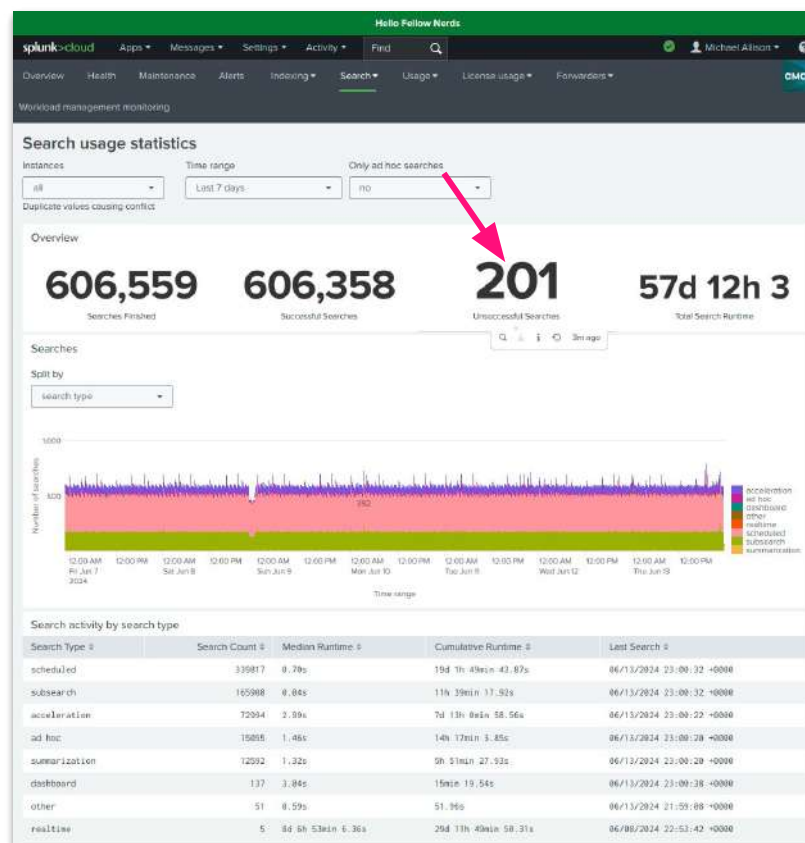 Hello Fellow Nerds
splunk>cloud Apps Messages Settings Activity Find Michael Allison
Overview Health Maintenance Alerts Indexing Search Usage License usage Forwarders CMC
Workload management monitoring
Search usage statistics
Instances Time range Only ad hoc searches
all Last 7 days no
Duplicate values causing conflict
Overview
606,559 606,358 201 57d 12h 3
Searches Finished Successful Searches Unsuccessful Searches Total Search Runtime
3m ago
Searches
Split by
search type
1,000
Number of searches
500
392
acceleration
ad hoc
dashboard
other
realtime
scheduled
subsearch
summarization
12:00 AM 12:00 PM 12:00 AM 12:00 PM 12:00 AM 12:00 PM 12:00 AM 12:00 PM 12:00 AM 12:00 PM 12:00 AM 12:00 PM 12:00 AM 12:00 PM
Fri Jun 7 Sat Jun 8 Sun Jun 9 Mon Jun 10 Tue Jun 11 Wed Jun 12 Thu Jun 13
2024
Time range
Search activity by search type
Search Type Search Count Median Runtime Cumulative Runtime Last Search
scheduled 339817 0.70s 19d 1h 49min 43.87s 06/13/2024 23:00:32 +0000
subsearch 165908 0.04s 11h 39min 17.92s 06/13/2024 23:00:32 +0000
acceleration 2.99s 7d 13h 0min 58.56s 06/13/2024 23:00:22 +0000
ad hoc 1.46s 14h 17min 5.85s 06/13/2024 23:00:28 +0000
summarization 12592 1.32s 5h 51min 27.93s 06/13/2024 23:00:20 +0000
dashboard 137 3.04s 15min 19.54s 06/13/2024 23:00:38 +0000
other 51 0.59s 51.96s 06/13/2024 21:59:08 +0000
realtime 5 8d 6h 53min 6.36s 29d 11h 49min 50.31s 06/08/2024 22:53:42 +0000